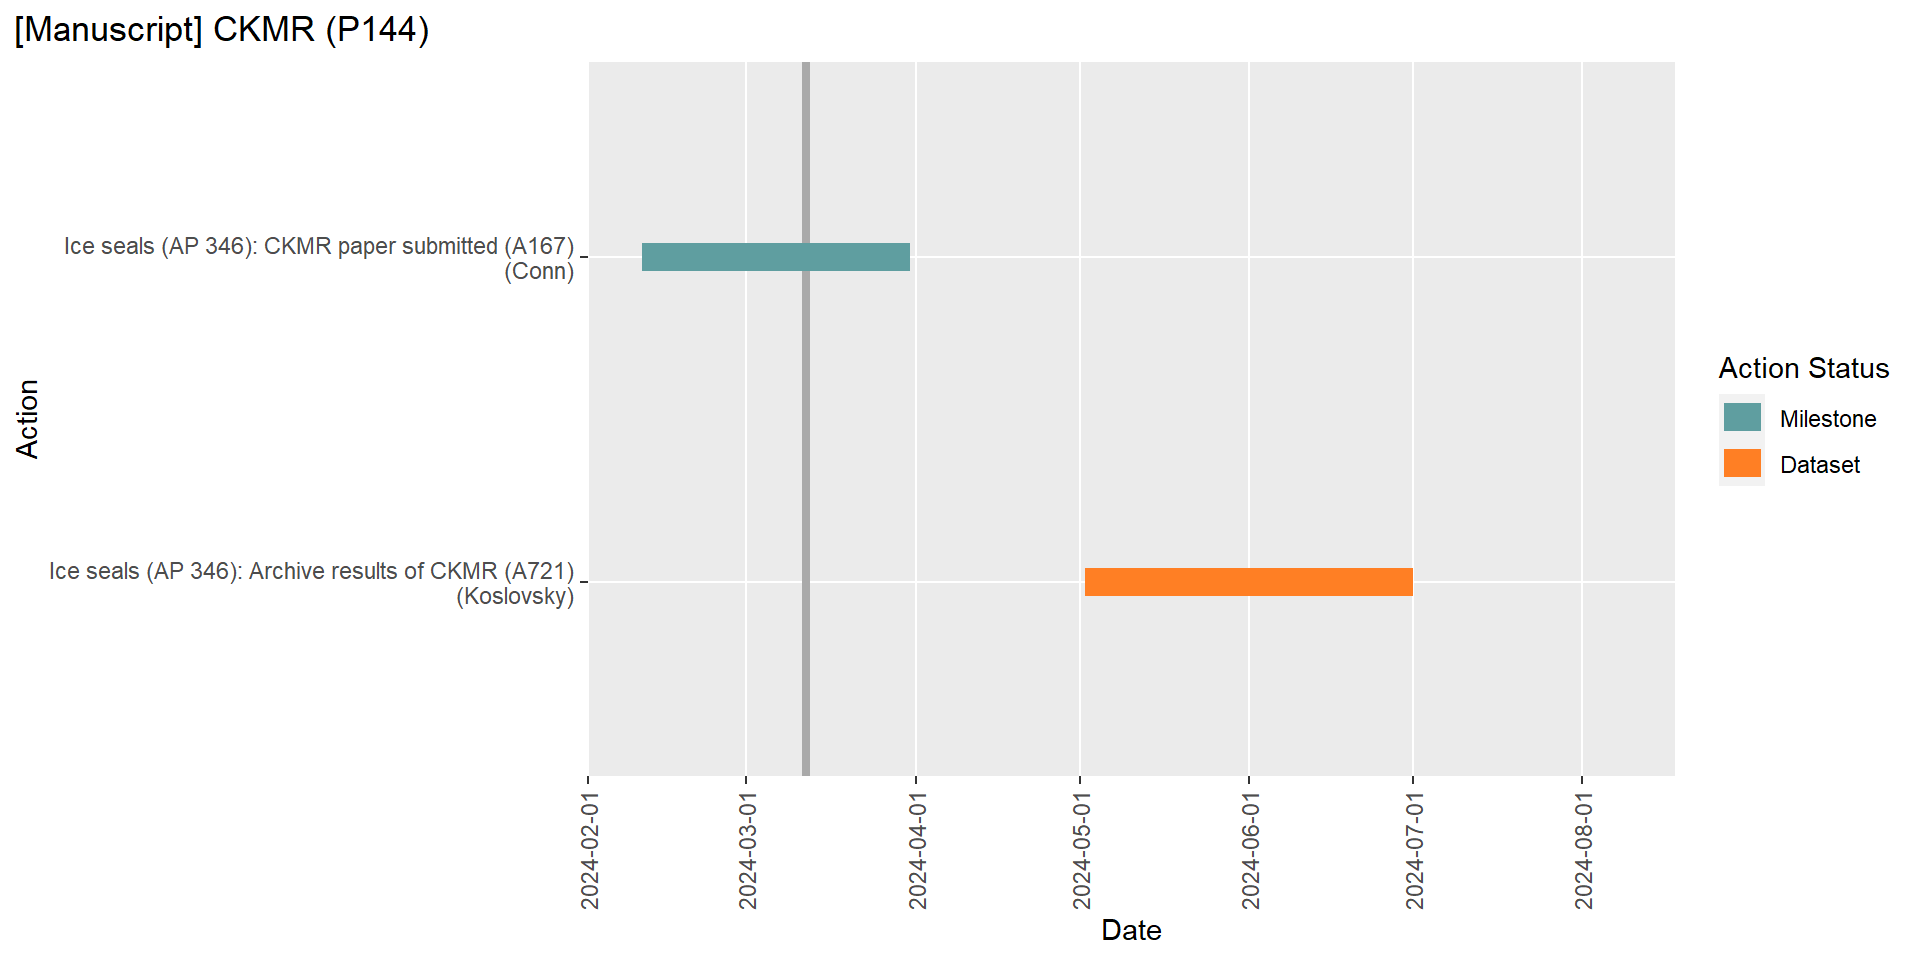 [Manuscript] CKMR (P144)
Ice seals (AP 346): CKMR paper submitted (A167)
(Conn)
Ice seals (AP 346): Archive results of CKMR (A721)
(Koslovsky)
Action
2024-02-01
2024-03-01
2024-04-01
2024-05-01
2024-06-01
2024-07-01
2024-08-01
Date
Action Status
Milestone
Dataset